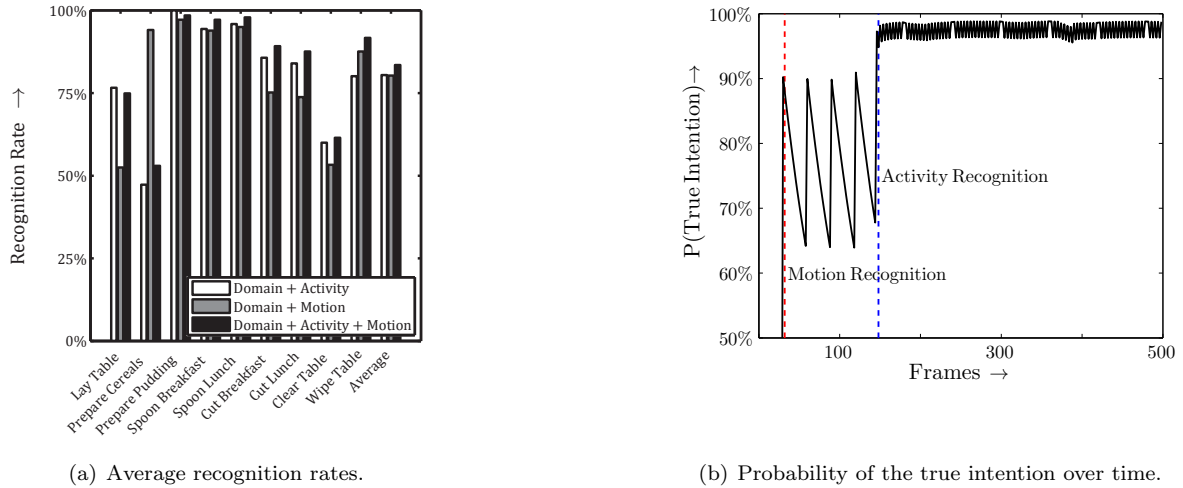 100%
75%
50%
25%
0%
Recognition Rate →
Domain + Activity
Domain + Motion
Domain + Activity + Motion
Lay Table
Prepare Cereals
Prepare Pudding
Spoon Breakfast
Spoon Lunch
Cut Breakfast
Cut Lunch
Clear Table
Wipe Table
Average
(a) Average recognition rates.
100%
90%
80%
70%
60%
50%
P(True Intention)→
Activity Recognition
Motion Recognition
100
300
500
Frames →
(b) Probability of the true intention over time.